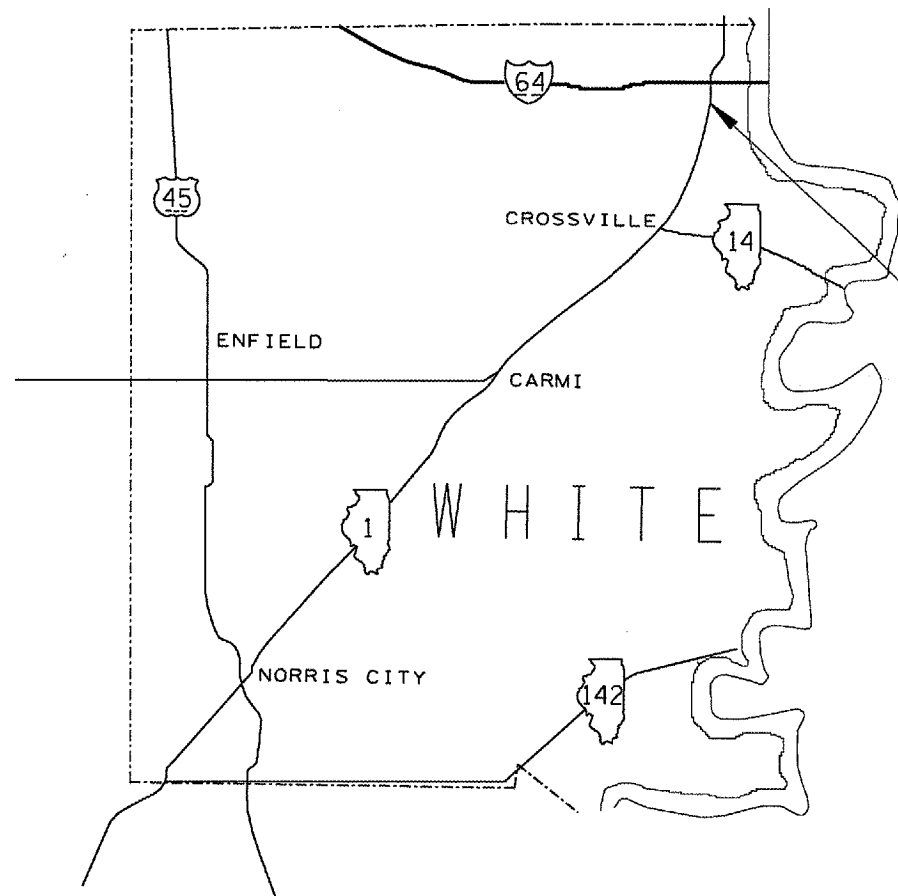 64
45
CROSSVILLE
14
ENFIELD
CARMI
1
WHITE
NORRIS CITY
142